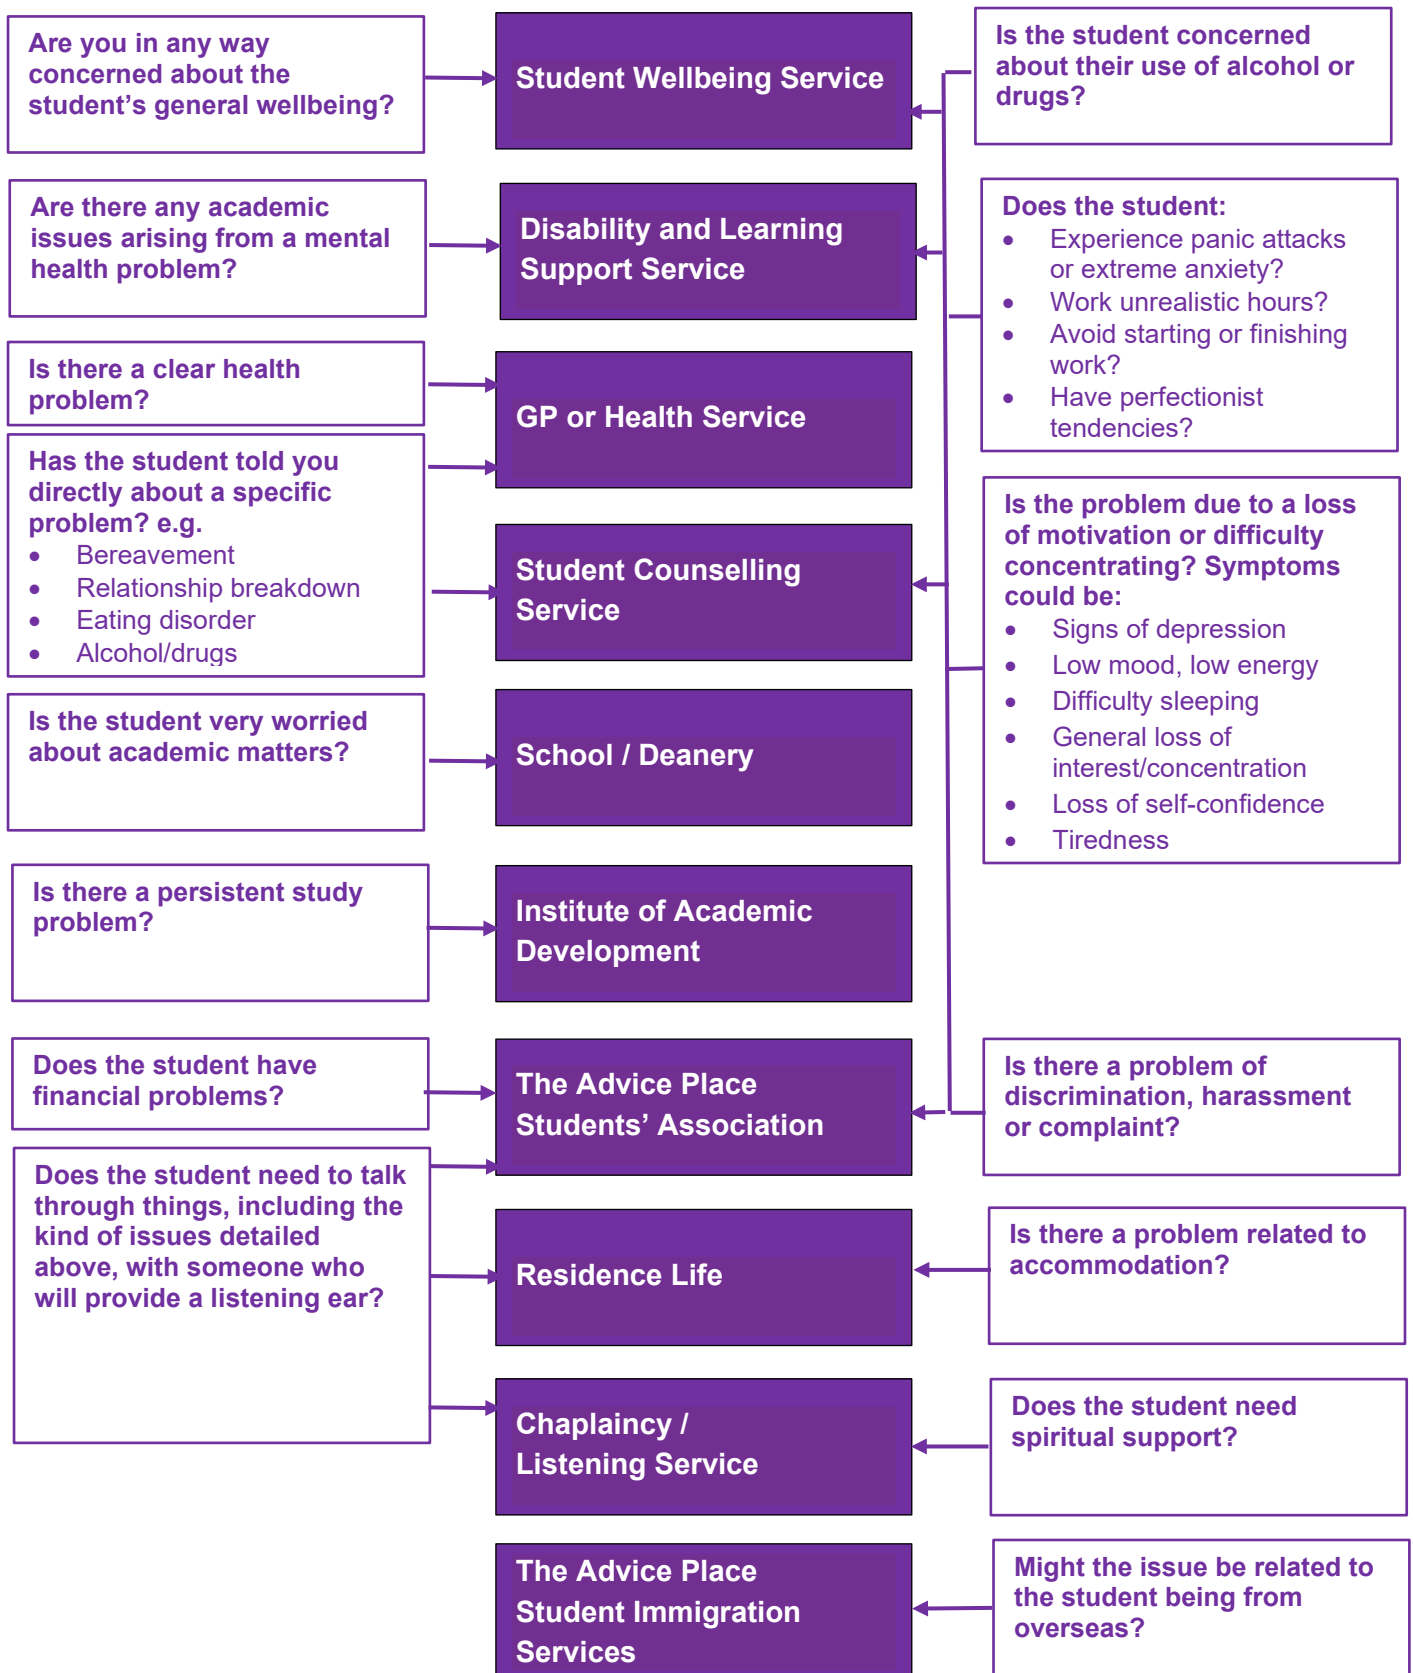 Are you in any way
concerned about the
student’s general wellbeing?
Are there any academic
issues arising from a mental
health problem?
Is there a clear health
problem?
Has the student told you
directly about a specific
problem? e.g.
• Bereavement
• Relationship breakdown
• Eating disorder
• Alcohol/drugs
Is the student very worried
about academic matters?
Is there a persistent study
problem?
Does the student have
financial problems?
Does the student need to talk
through things, including the
kind of issues detailed
above, with someone who
will provide a listening ear?
Student Wellbeing Service
Disability and Learning
Support Service
GP or Health Service
Student Counselling
Service
School / Deanery
Institute of Academic
Development
The Advice Place
Students’ Association
Residence Life
Chaplaincy /
Listening Service
The Advice Place
Student Immigration
Services
Is the student concerned
about their use of alcohol or
drugs?
Does the student:
• Experience panic attacks
or extreme anxiety?
• Work unrealistic hours?
• Avoid starting or finishing
work?
• Have perfectionist
tendencies?
Is the problem due to a loss
of motivation or difficulty
concentrating? Symptoms
could be:
• Signs of depression
• Low mood, low energy
• Difficulty sleeping
• General loss of
interest/concentration
• Loss of self-confidence
• Tiredness
Is there a problem of
discrimination, harassment
or complaint?
Is there a problem related to
accommodation?
Does the student need
spiritual support?
Might the issue be related to
the student being from
overseas?